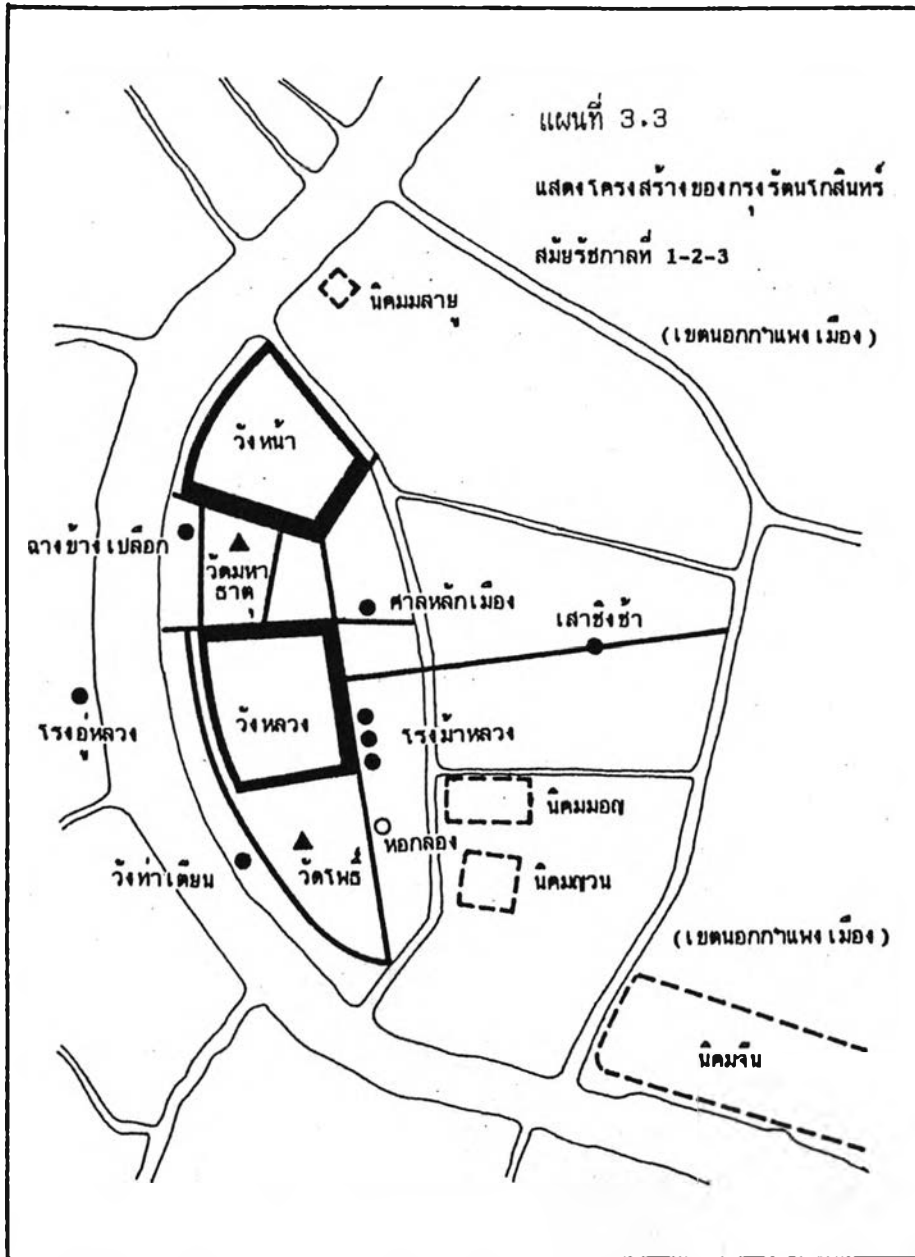 แผนที่ 3.3
แสดงโครงสร้างของกรุงรัตนโกสินทร์
สมัยรัชกาลที่ 1-2-3
นิคมมลายู
(เขตนอกกำแพงเมือง)
วังหน้า
ฉางข้าวเปลือก
วัดมหา
ธาตุ
ศาลหลักเมือง
เสาชิงช้า
โรงอู่หลวง
วังหลวง
โรงม้าหลวง
นิคมมอญ
หอกลอง
วังท่าเตียน
วัดโพธิ์
นิคมญวน
(เขตนอกกำแพงเมือง)
นิคมจีน